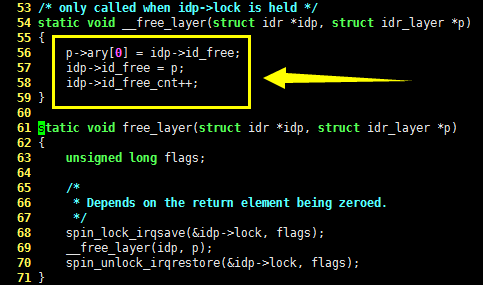 53 /* only called when idp->lock is held */
54 static void __free_layer(struct idr *idp, struct idr_layer *p)
55 {
56     p->ary[0] = idp->id_free;
57     idp->id_free = p;
58     idp->id_free_cnt++;
59 }
60
61 static void free_layer(struct idr *idp, struct idr_layer *p)
62 {
63     unsigned long flags;
64
65     /*
66      * Depends on the return element being zeroed.
67      */
68     spin_lock_irqsave(&idp->lock, flags);
69     __free_layer(idp, p);
70     spin_unlock_irqrestore(&idp->lock, flags);
71 }